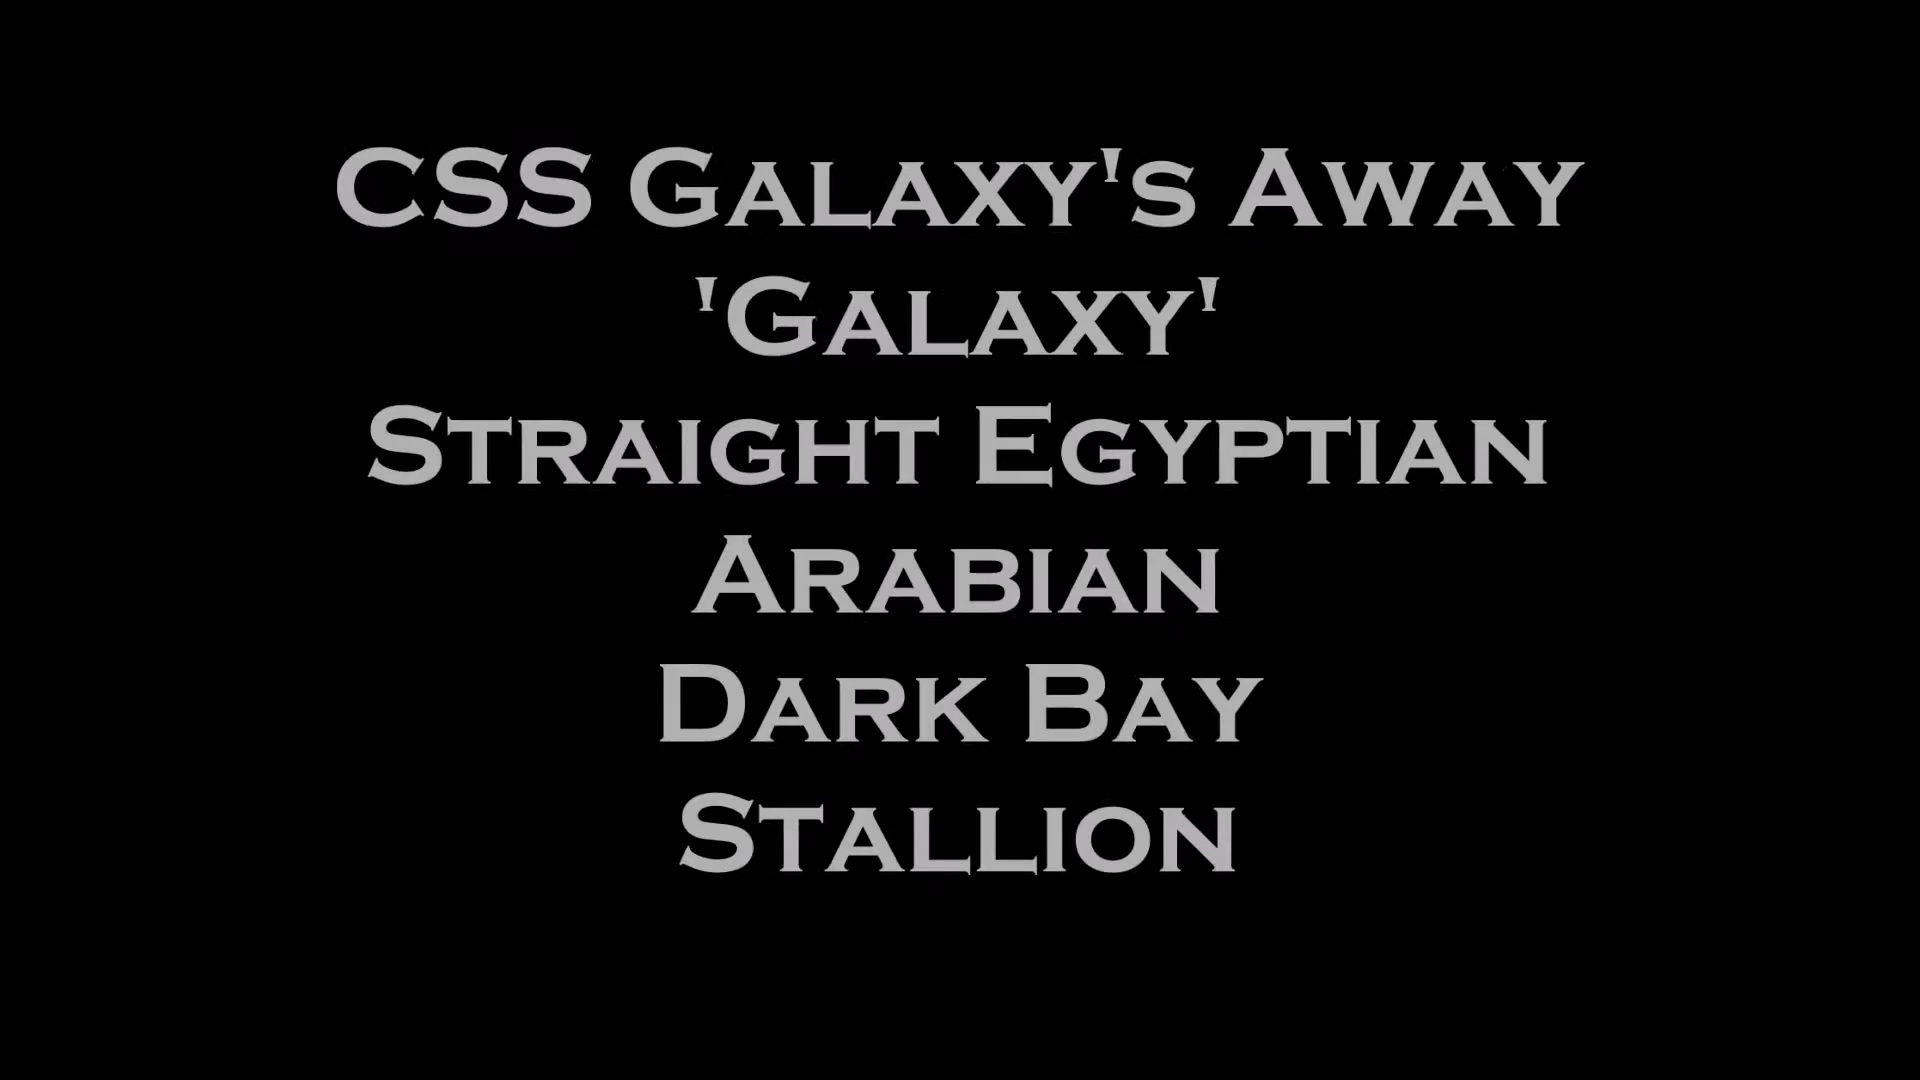 CSS Galaxy's Away
'Galaxy'
Straight Egyptian
Arabian
Dark Bay
Stallion